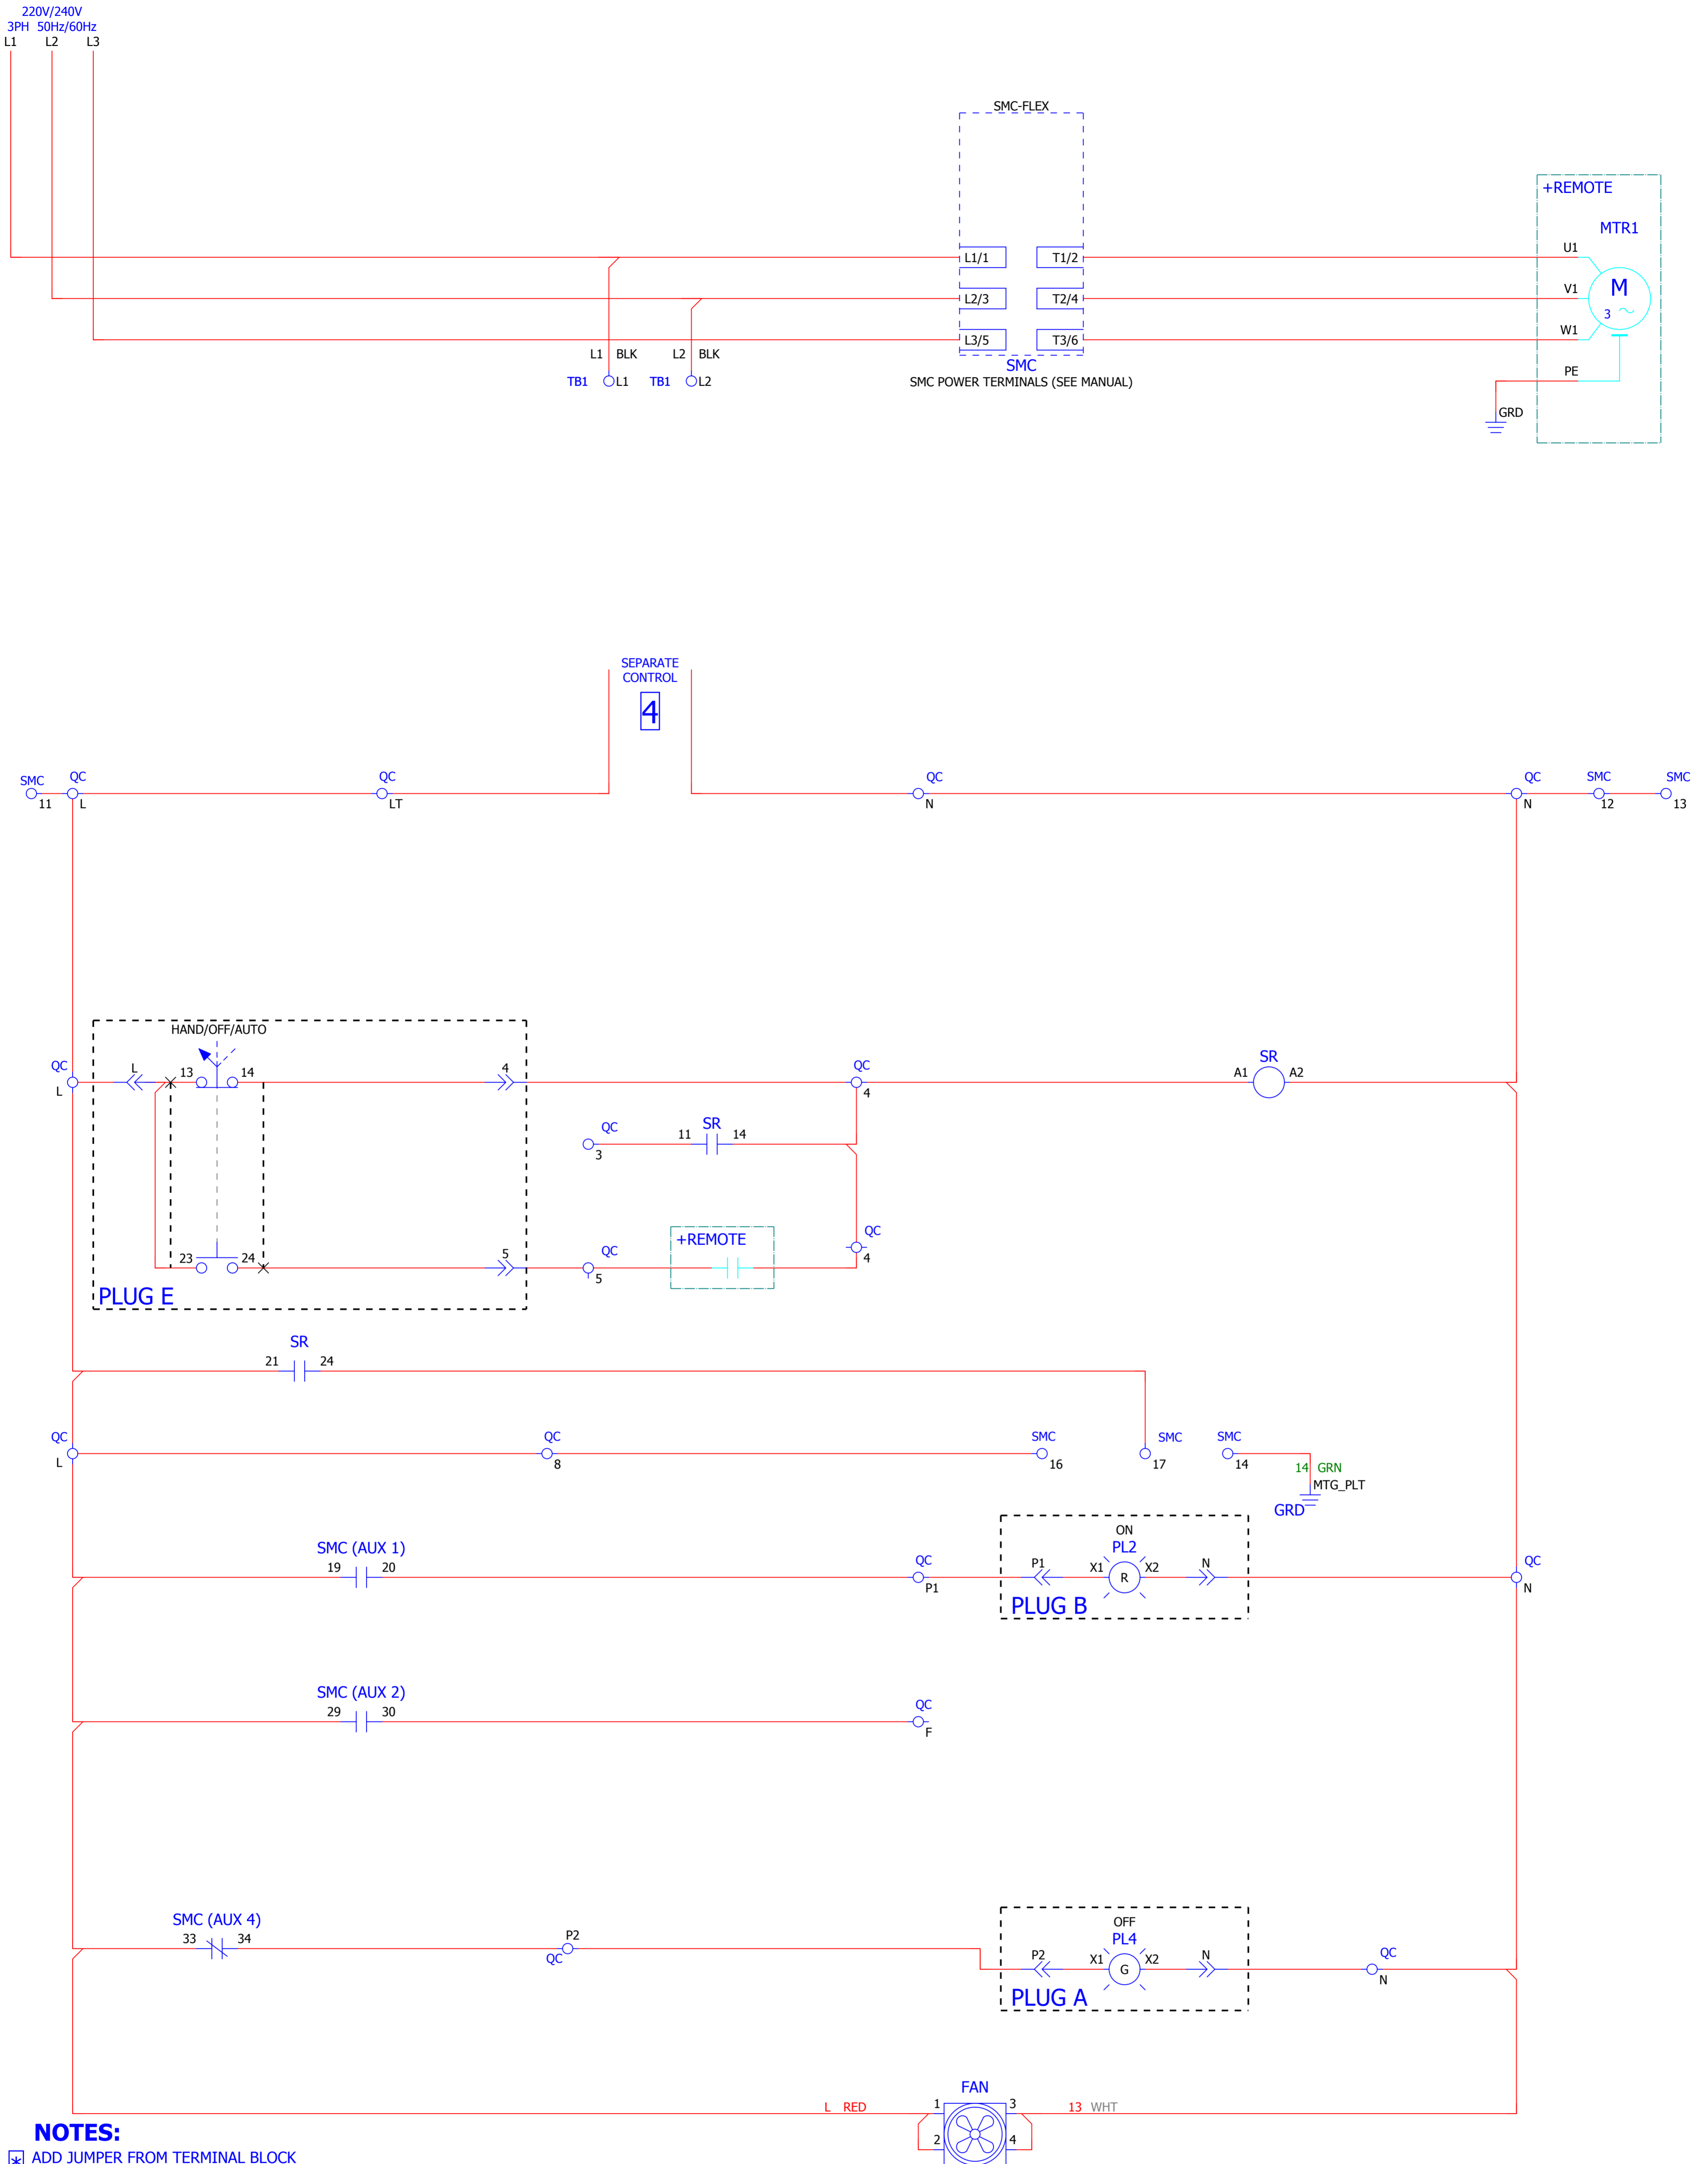 220V/240V
3PH 50Hz/60Hz
L1 L2 L3
SMC-FLEX
+REMOTE
MTR1
L1/1 T1/2 U1
L2/3 T2/4 V1 M
3
L3/5 T3/6 W1
L1 BLK L2 BLK
SMC
TB1 L1 TB1 L2 SMC POWER TERMINALS (SEE MANUAL)
PE
GRD
SEPARATE
CONTROL
4
SMC QC QC QC QC SMC SMC
11 L LT N N 12 13
HAND/OFF/AUTO
QC L 13 14 4 QC SR
L 4 A1 A2
QC 11 SR 14
3
QC
+REMOTE
23 24 5 QC 4
5
PLUG E
SR
21 24
QC QC SMC SMC SMC
L 8 16 17 14
14 GRN
MTG_PLT
GRD
ON
SMC (AUX 1) PL2
19 20 QC P1 X1 R X2 N QC
P1 N
PLUG B
SMC (AUX 2)
29 30 QC
F
SMC (AUX 4) OFF
33 34 P2 PL4
QC P2 X1 G X2 N QC
N
PLUG A
FAN
L RED 1 3 13 WHT
2 4
NOTES:
* ADD JUMPER FROM TERMINAL BLOCK